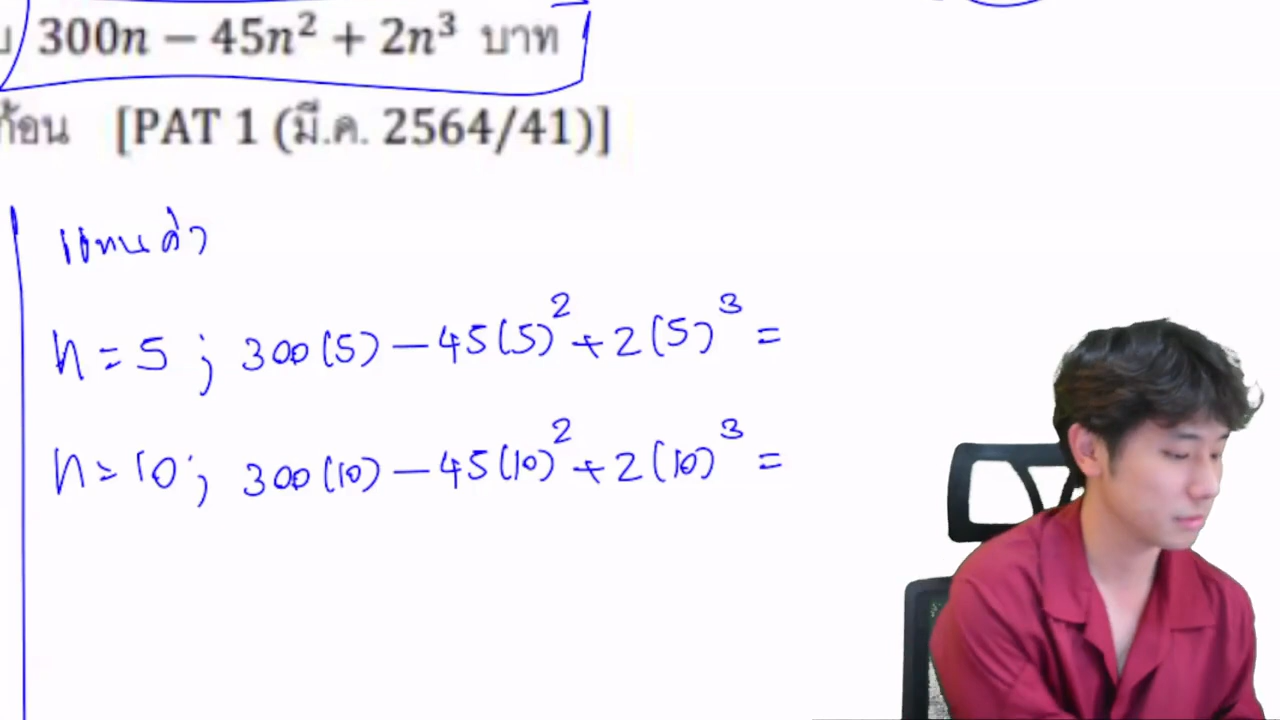 300n − 45n² + 2n³ บาท
ก้อน [PAT 1 (มี.ค. 2564/41)]
แทนค่า
n = 5 ; 300(5) − 45(5)² + 2(5)³ =
n = 10 ; 300(10) − 45(10)² + 2(10)³ =